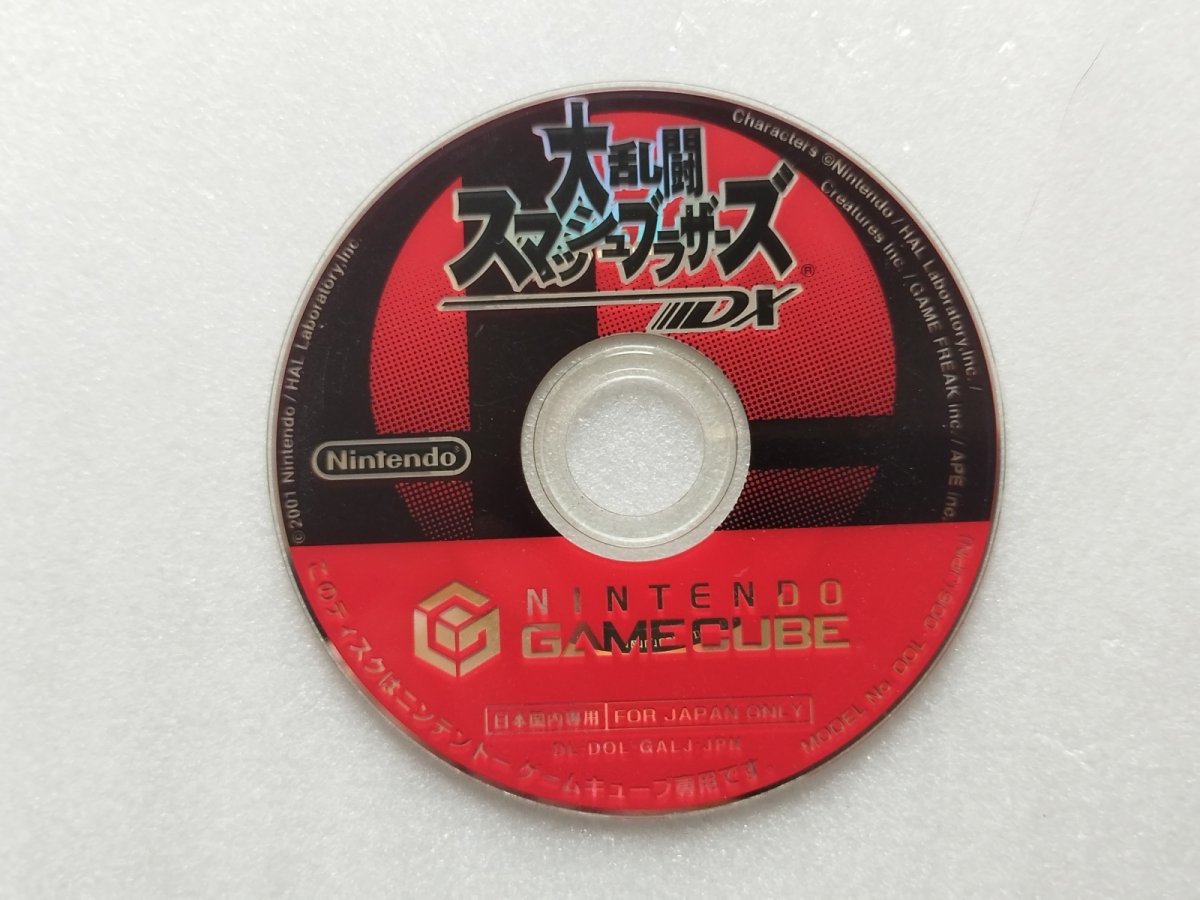 大乱闘
スマッシュブラザーズ®
DX
Characters ©Nintendo / HAL Laboratory,Inc. /
Creatures Inc. / GAME FREAK inc. / APE inc.
©2001 Nintendo / HAL Laboratory,Inc.
Nintendo®
NINTENDO
GAMECUBE
日本国内専用 FOR JAPAN ONLY
DL-DOL-GALJ-JPN
MODEL No. DOL-006(JPN)
このディスクはニンテンドーゲームキューブ専用です。